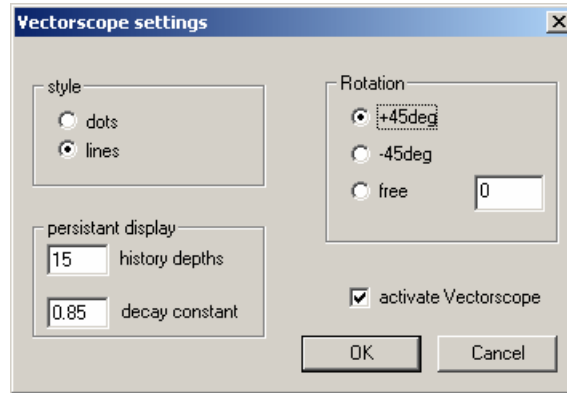 Vectorscope settings
style
dots
lines
persistant display
15 history depths
0.85 decay constant
Rotation
+45deg
-45deg
free 0
activate Vectorscope
OK Cancel